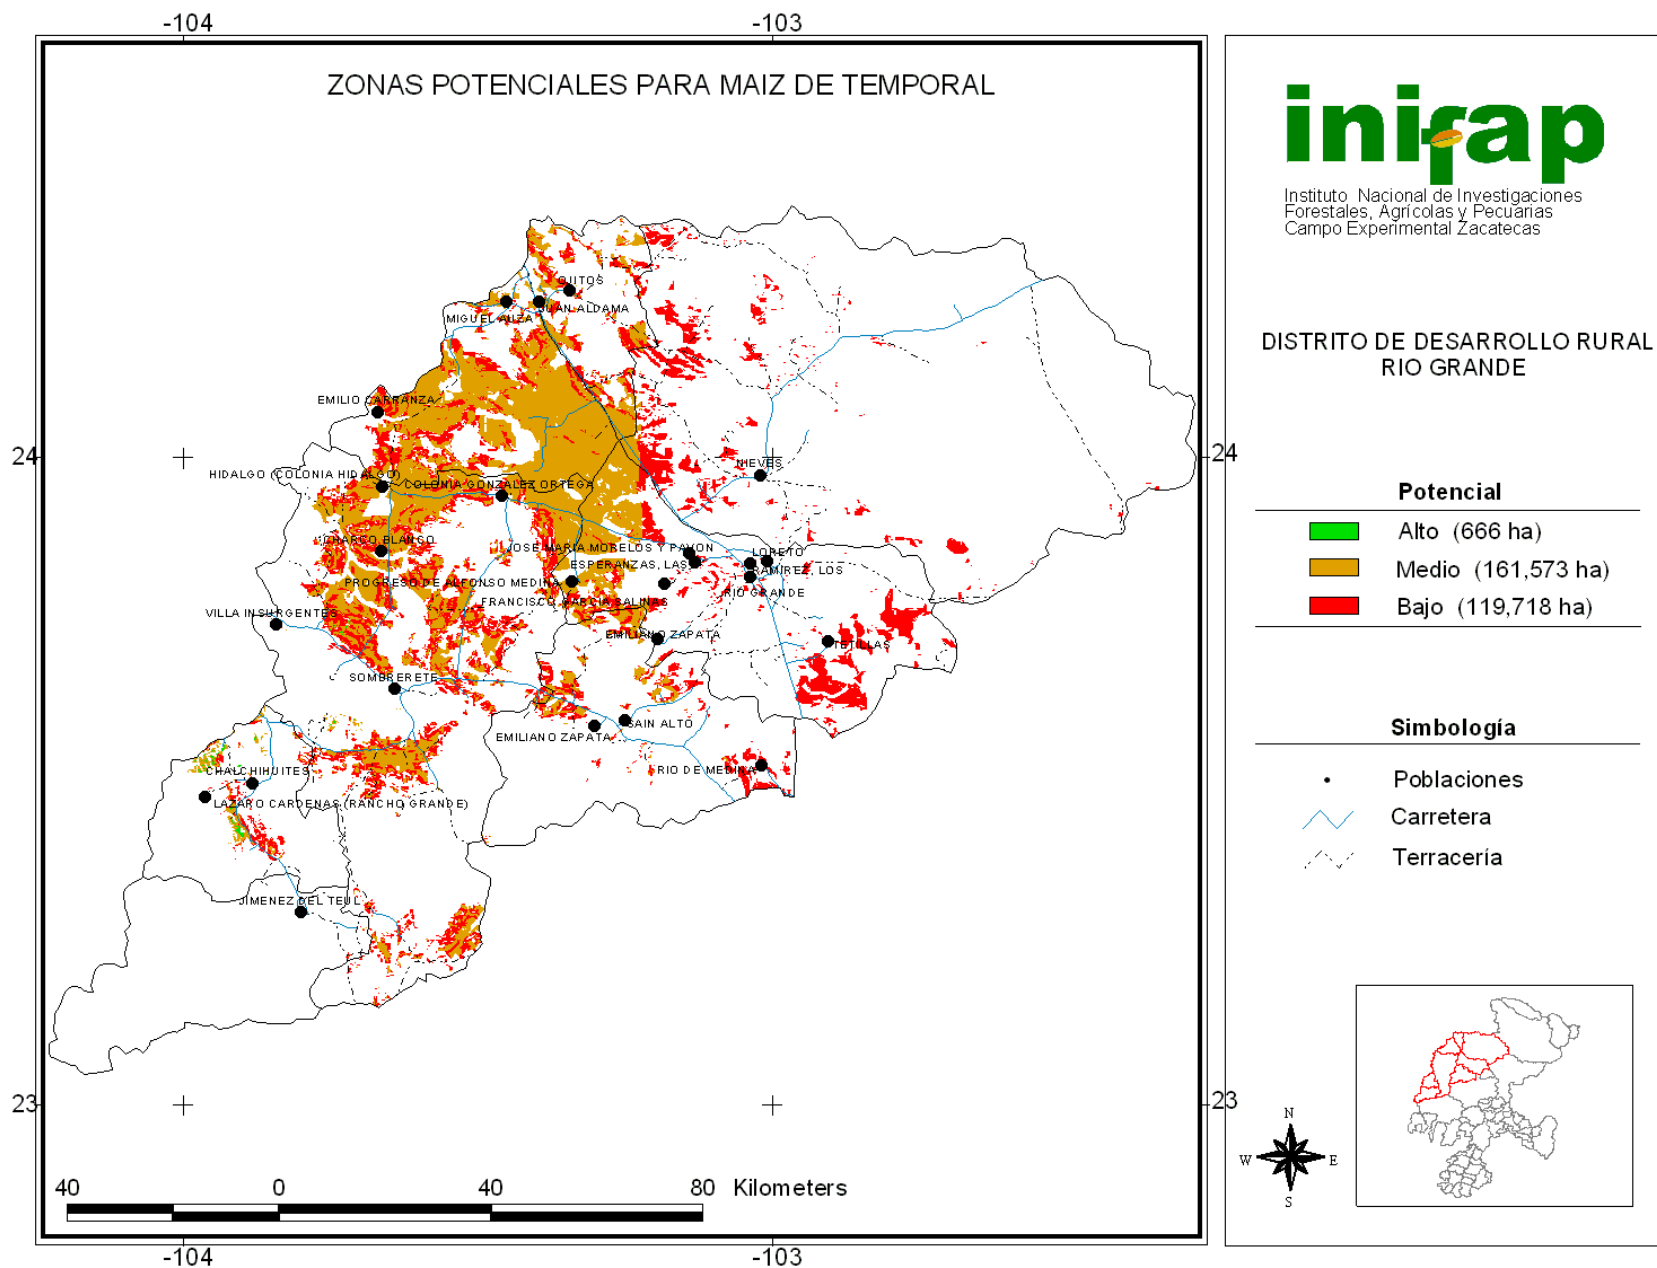 -104
-103
ZONAS POTENCIALES PARA MAIZ DE TEMPORAL
OJITOS
JUAN ALDAMA
MIGUEL AUZA
EMILIO CARRANZA
24
24
NIEVES
HIDALGO (COLONIA HIDALGO)
COLONIA GONZALEZ ORTEGA
CHARCO BLANCO
JOSE MARIA MORELOS Y PAVON
LORETO
ESPERANZAS, LAS
RAMIREZ, LOS
PROGRESO DE ALFONSO MEDINA
RIO GRANDE
FRANCISCO GARCIA SALINAS
VILLA INSURGENTES
EMILIANO ZAPATA
TETILLAS
SOMBRERETE
SAIN ALTO
EMILIANO ZAPATA
CHALCHIHUITES
RIO DE MEDINA
LAZARO CARDENAS (RANCHO GRANDE)
JIMENEZ DEL TEUL
23
23
40 0 40 80 Kilometers
-104
-103
inifap
Instituto Nacional de Investigaciones
Forestales, Agrícolas y Pecuarias
Campo Experimental Zacatecas
DISTRITO DE DESARROLLO RURAL
RIO GRANDE
Potencial
Alto (666 ha)
Medio (161,573 ha)
Bajo (119,718 ha)
Simbología
Poblaciones
Carretera
Terracería
N
W E
S